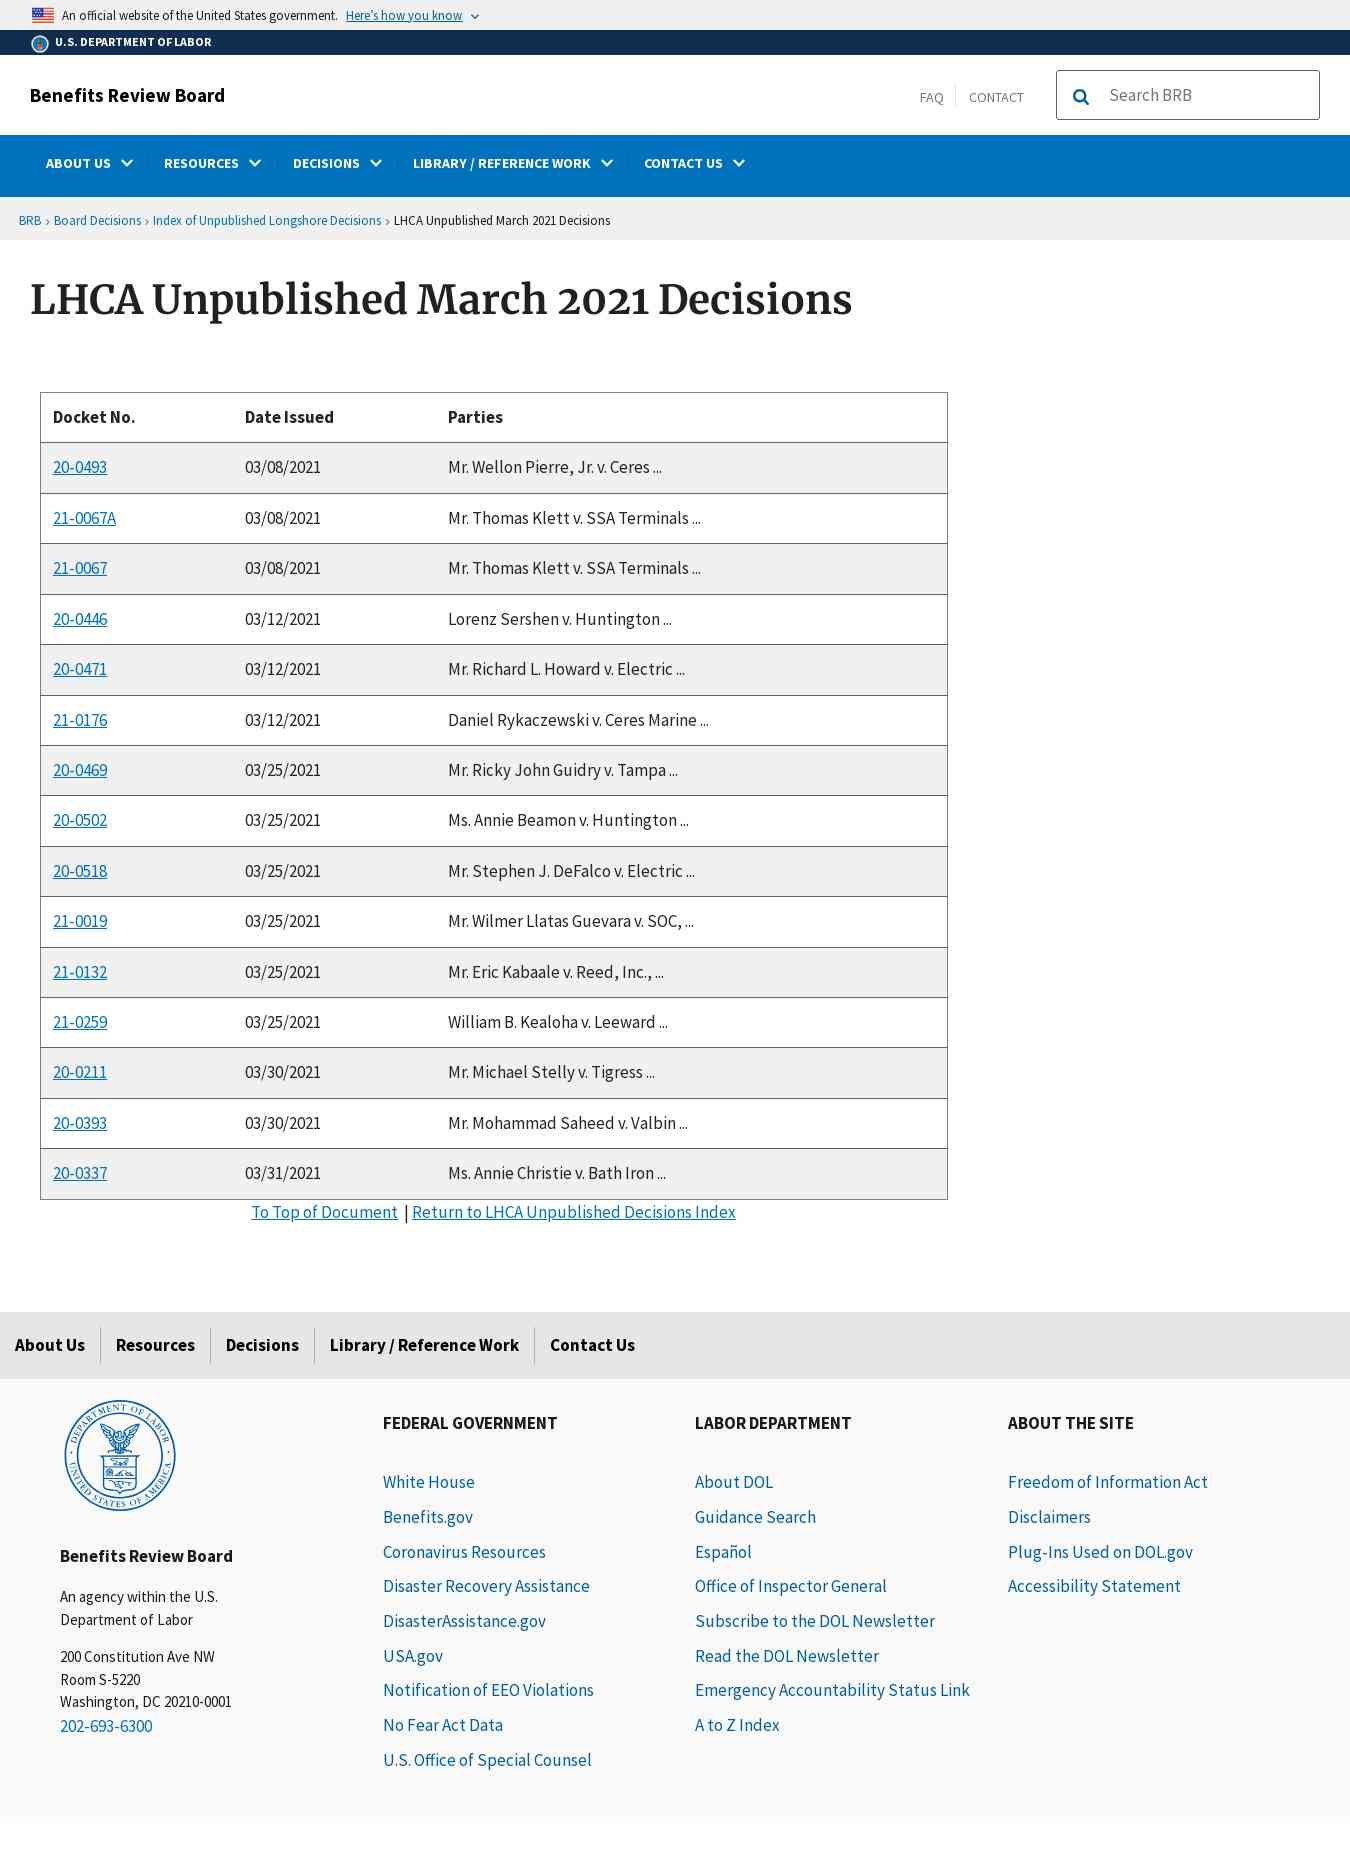 An official website of the United States government. Here's how you know
U.S. DEPARTMENT OF LABOR
Benefits Review Board
FAQ CONTACT Search BRB
ABOUT US RESOURCES DECISIONS LIBRARY / REFERENCE WORK CONTACT US
BRB › Board Decisions › Index of Unpublished Longshore Decisions › LHCA Unpublished March 2021 Decisions
LHCA Unpublished March 2021 Decisions
Docket No. Date Issued Parties
20-0493 03/08/2021 Mr. Wellon Pierre, Jr. v. Ceres ...
21-0067A 03/08/2021 Mr. Thomas Klett v. SSA Terminals ...
21-0067 03/08/2021 Mr. Thomas Klett v. SSA Terminals ...
20-0446 03/12/2021 Lorenz Sershen v. Huntington ...
20-0471 03/12/2021 Mr. Richard L. Howard v. Electric ...
21-0176 03/12/2021 Daniel Rykaczewski v. Ceres Marine ...
20-0469 03/25/2021 Mr. Ricky John Guidry v. Tampa ...
20-0502 03/25/2021 Ms. Annie Beamon v. Huntington ...
20-0518 03/25/2021 Mr. Stephen J. DeFalco v. Electric ...
21-0019 03/25/2021 Mr. Wilmer Llatas Guevara v. SOC, ...
21-0132 03/25/2021 Mr. Eric Kabaale v. Reed, Inc., ...
21-0259 03/25/2021 William B. Kealoha v. Leeward ...
20-0211 03/30/2021 Mr. Michael Stelly v. Tigress ...
20-0393 03/30/2021 Mr. Mohammad Saheed v. Valbin ...
20-0337 03/31/2021 Ms. Annie Christie v. Bath Iron ...
To Top of Document | Return to LHCA Unpublished Decisions Index
About Us Resources Decisions Library / Reference Work Contact Us
DEPARTMENT OF LABOR
UNITED STATES OF AMERICA
Benefits Review Board
An agency within the U.S.
Department of Labor
200 Constitution Ave NW
Room S-5220
Washington, DC 20210-0001
202-693-6300
FEDERAL GOVERNMENT
White House
Benefits.gov
Coronavirus Resources
Disaster Recovery Assistance
DisasterAssistance.gov
USA.gov
Notification of EEO Violations
No Fear Act Data
U.S. Office of Special Counsel
LABOR DEPARTMENT
About DOL
Guidance Search
Español
Office of Inspector General
Subscribe to the DOL Newsletter
Read the DOL Newsletter
Emergency Accountability Status Link
A to Z Index
ABOUT THE SITE
Freedom of Information Act
Disclaimers
Plug-Ins Used on DOL.gov
Accessibility Statement